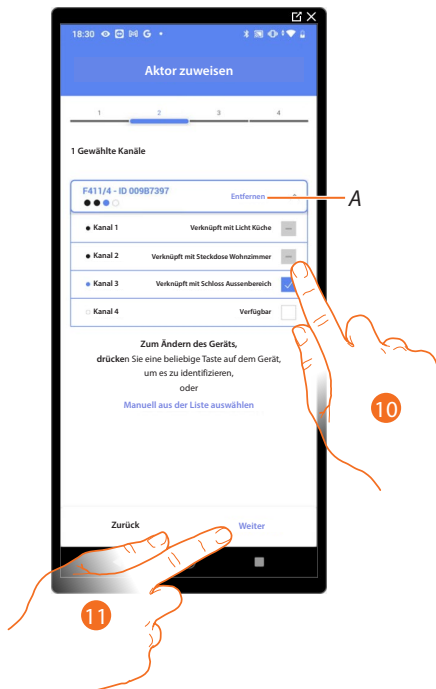 18:30 G
Aktor zuweisen
1 2 3 4
1 Gewählte Kanäle
F411/4 - ID 009B7397
Entfernen
A
Kanal 1 Verknüpft mit Licht Küche
Kanal 2 Verknüpft mit Steckdose Wohnzimmer
Kanal 3 Verknüpft mit Schloss Aussenbereich
Kanal 4 Verfügbar
Zum Ändern des Geräts,
drücken Sie eine beliebige Taste auf dem Gerät,
um es zu identifizieren,
oder
Manuell aus der Liste auswählen
10
Zurück Weiter
11